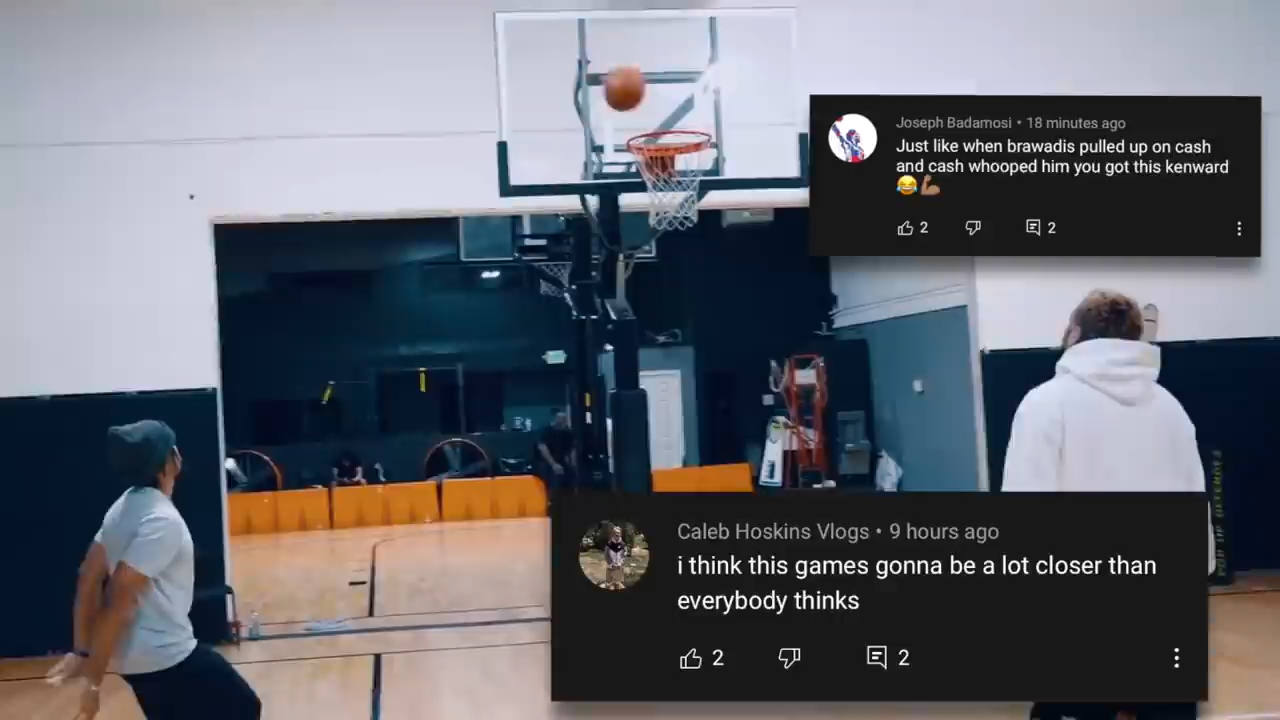 Joseph Badamosi • 18 minutes ago
Just like when brawadis pulled up on cash
and cash whooped him you got this kenward
😂💪🏾
2 2
Caleb Hoskins Vlogs • 9 hours ago
i think this games gonna be a lot closer than
everybody thinks
2 2